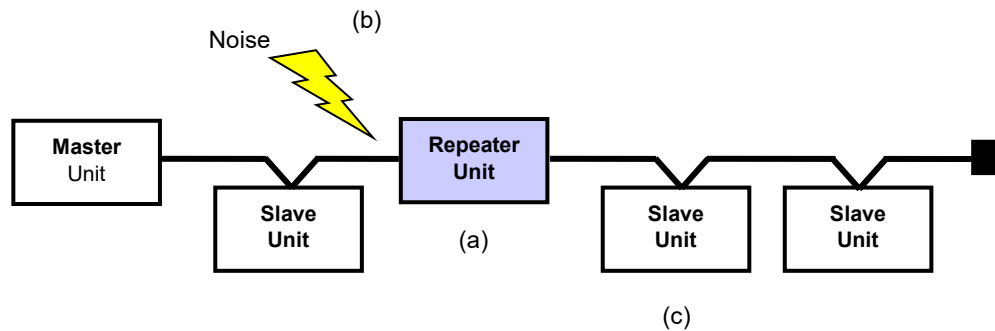 (b)
Noise
Master
Unit
Repeater
Unit
Slave
Unit
(a)
Slave
Unit
Slave
Unit
(c)